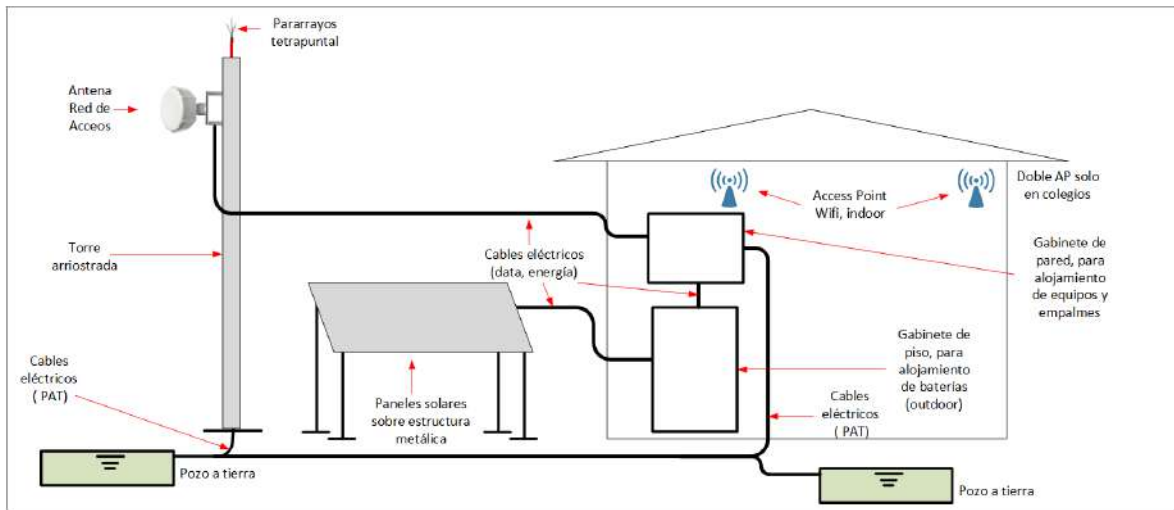 Pararrayos
tetrapuntal
Antena
Red de
Acceos
Doble AP solo
en colegios
Access Point
Wifi, indoor
Gabinete de
pared, para
alojamiento
de equipos y
empalmes
Torre
arriostrada
Cables eléctricos
(data, energía)
Gabinete de
piso, para
alojamiento
de baterías
(outdoor)
Cables
eléctricos
( PAT)
Paneles solares
sobre estructura
metálica
Cables
eléctricos
( PAT)
Pozo a tierra
Pozo a tierra